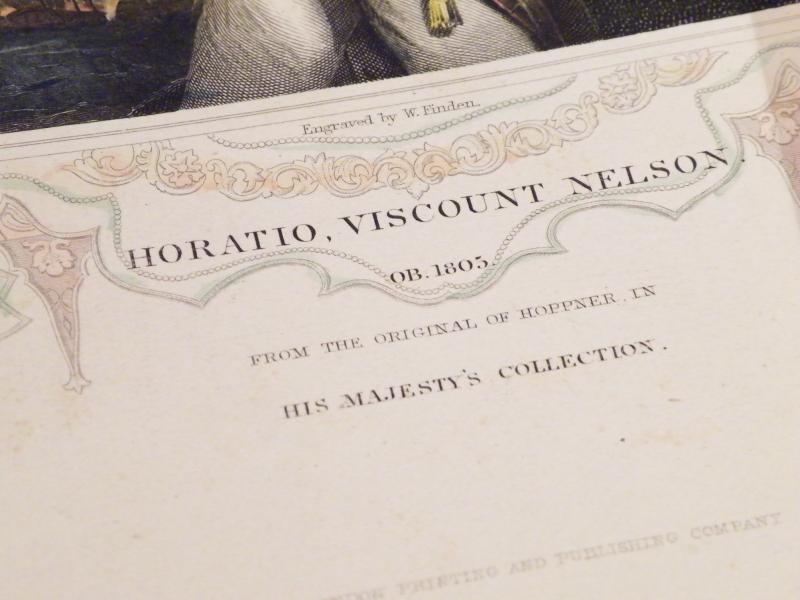 Engraved by W. Finden.
HORATIO, VISCOUNT NELSON.
OB. 1805.
FROM THE ORIGINAL OF HOPPNER, IN
HIS MAJESTY'S COLLECTION.
PRINTING AND PUBLISHING COMPANY